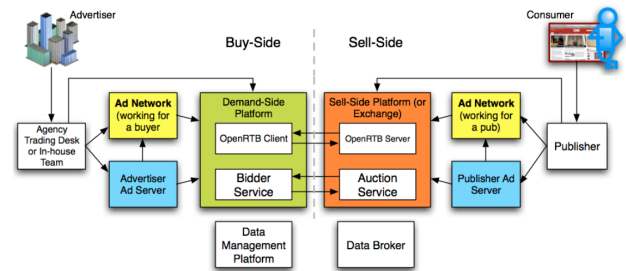 Advertiser
Consumer
Buy-Side
Sell-Side
Ad Network
(working for
a buyer)
Demand-Side
Platform
Sell-Side Platform (or
Exchange)
Ad Network
(working for
a pub)
Agency
Trading Desk
or In-house
Team
OpenRTB Client
OpenRTB Server
Publisher
Advertiser
Ad Server
Bidder
Service
Auction
Service
Publisher Ad
Server
Data
Management
Platform
Data Broker